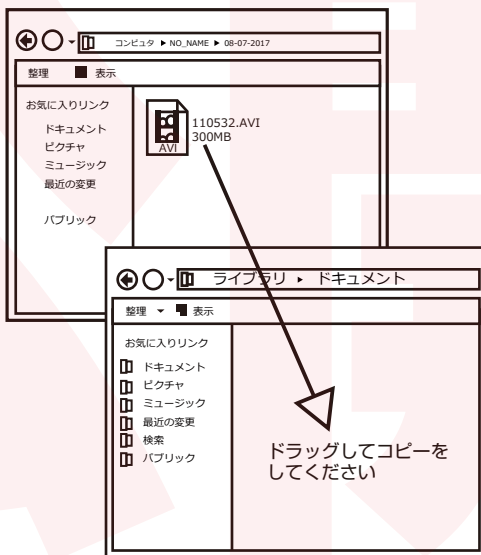 コンピュタ ▶ NO_NAME ▶ 08-07-2017
整理 表示
お気に入りリンク
ドキュメント
ピクチャ
ミュージック
最近の変更
パブリック
110532.AVI
300MB
AVI
ライブラリ ▸ ドキュメント
整理 ▼ 表示
お気に入りリンク
ドキュメント
ピクチャ
ミュージック
最近の変更
検索
パブリック
ドラッグしてコピーを
してください